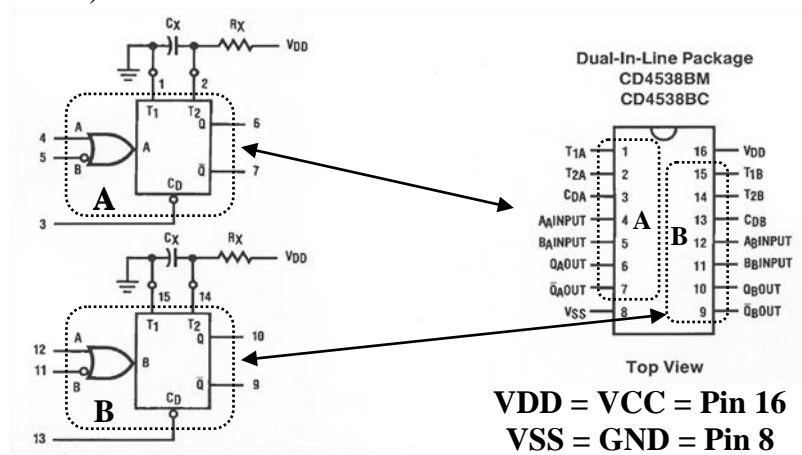 CX RX
VDD
1 2
T1 T2
4 A
5 B
A
Q 6
Q̅ 7
CD
A
3
CX RX
VDD
15 14
T1 T2
12 A
11 B
B
Q 10
Q̅ 9
CD
B
13
Dual-In-Line Package
CD4538BM
CD4538BC
T1A 1 16 VDD
T2A 2 15 T1B
CDA 3 14 T2B
AAINPUT 4 A B 13 CDB
BAINPUT 5 12 ABINPUT
QAOUT 6 11 BBINPUT
Q̅AOUT 7 10 QBOUT
VSS 8 9 Q̅BOUT
Top View
VDD = VCC = Pin 16
VSS = GND = Pin 8